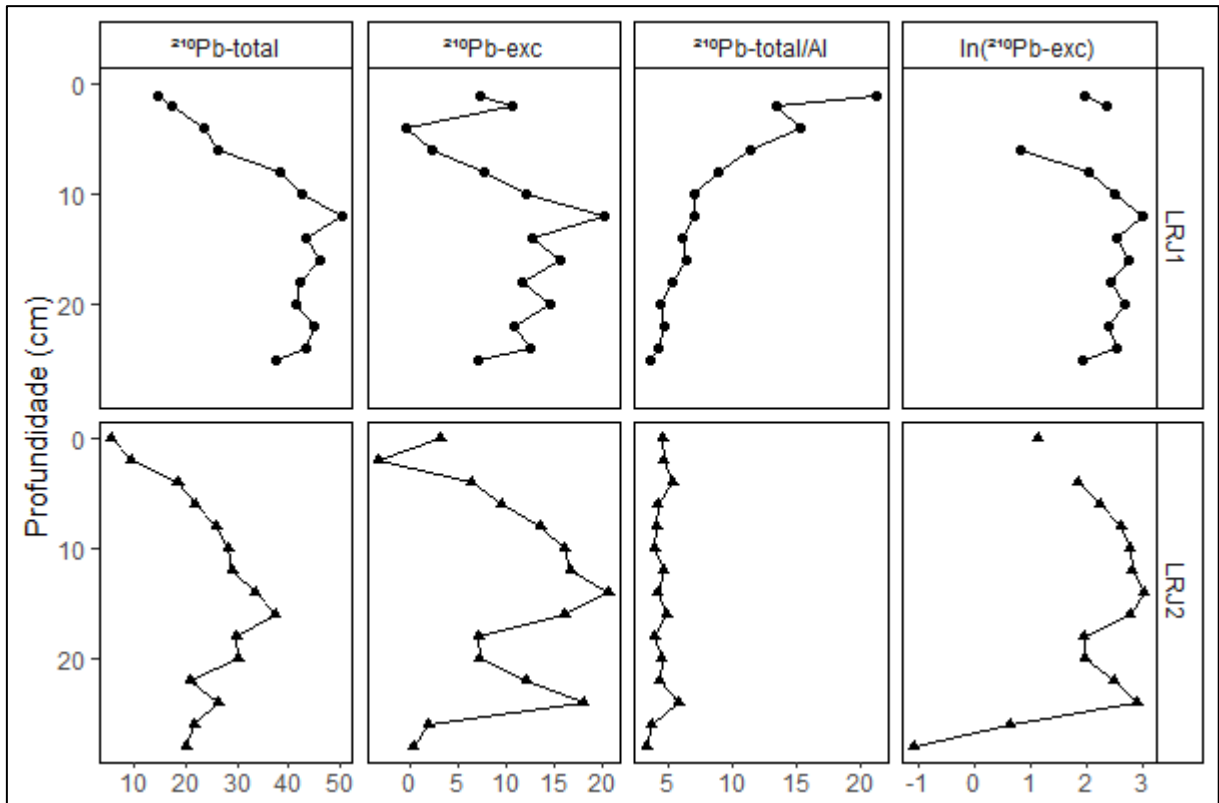 ²¹⁰Pb-total ²¹⁰Pb-exc ²¹⁰Pb-total/Al ln(²¹⁰Pb-exc)
Profundidade (cm)
0
10
20
LRJ1
0
10
20
LRJ2
10 20 30 40 50 0 5 10 15 20 5 10 15 20 -1 0 1 2 3